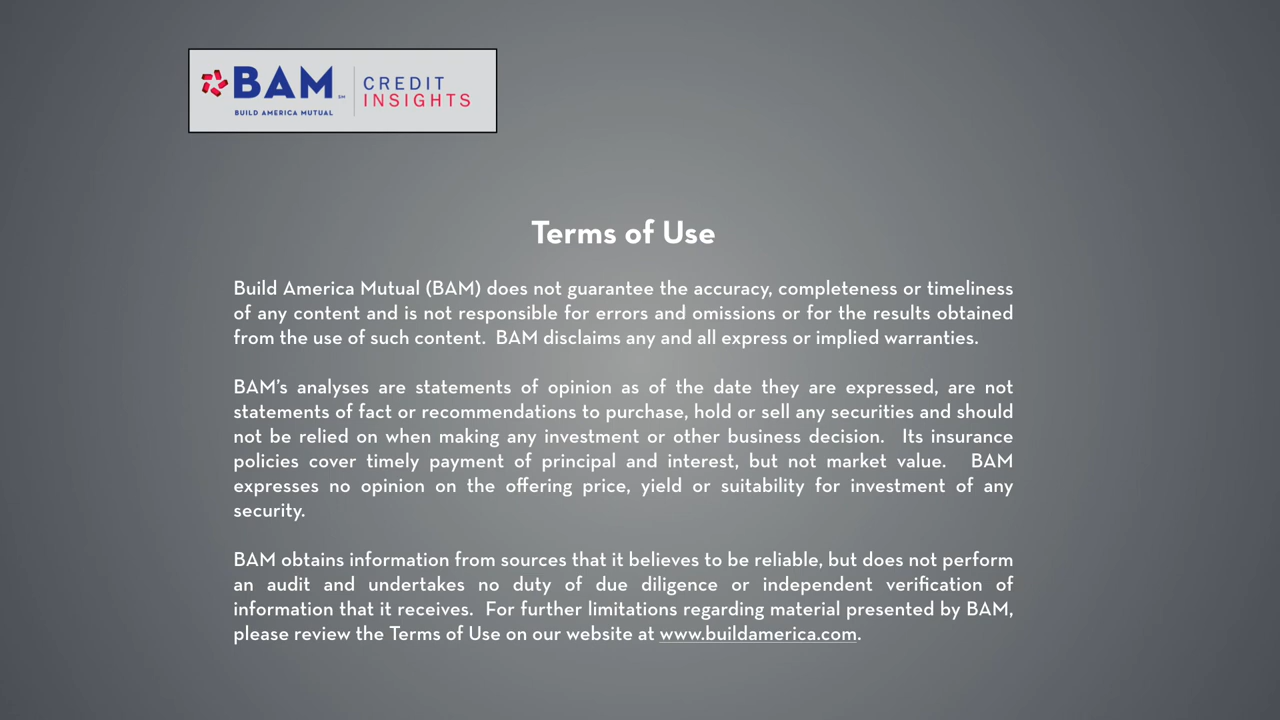 BAM SM
BUILD AMERICA MUTUAL
CREDIT
INSIGHTS
Terms of Use
Build America Mutual (BAM) does not guarantee the accuracy, completeness or timeliness
of any content and is not responsible for errors and omissions or for the results obtained
from the use of such content.  BAM disclaims any and all express or implied warranties.
BAM’s analyses are statements of opinion as of the date they are expressed, are not
statements of fact or recommendations to purchase, hold or sell any securities and should
not be relied on when making any investment or other business decision.  Its insurance
policies cover timely payment of principal and interest, but not market value.  BAM
expresses no opinion on the offering price, yield or suitability for investment of any
security.
BAM obtains information from sources that it believes to be reliable, but does not perform
an audit and undertakes no duty of due diligence or independent verification of
information that it receives.  For further limitations regarding material presented by BAM,
please review the Terms of Use on our website at www.buildamerica.com.